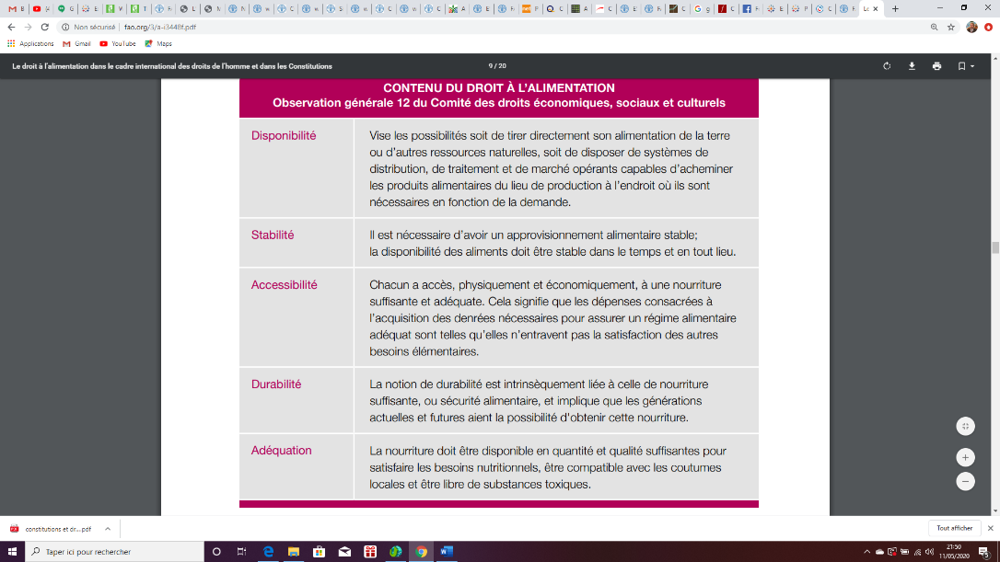 Non sécurisé | fao.org/3/a-i3448f.pdf
Applications Gmail YouTube Maps
Le droit à l'alimentation dans le cadre international des droits de l'homme et dans les Constitutions 9 / 20
CONTENU DU DROIT À L'ALIMENTATION
Observation générale 12 du Comité des droits économiques, sociaux et culturels
Disponibilité
Vise les possibilités soit de tirer directement son alimentation de la terre
ou d'autres ressources naturelles, soit de disposer de systèmes de
distribution, de traitement et de marché opérants capables d'acheminer
les produits alimentaires du lieu de production à l'endroit où ils sont
nécessaires en fonction de la demande.
Stabilité
Il est nécessaire d'avoir un approvisionnement alimentaire stable;
la disponibilité des aliments doit être stable dans le temps et en tout lieu.
Accessibilité
Chacun a accès, physiquement et économiquement, à une nourriture
suffisante et adéquate. Cela signifie que les dépenses consacrées à
l'acquisition des denrées nécessaires pour assurer un régime alimentaire
adéquat sont telles qu'elles n'entravent pas la satisfaction des autres
besoins élémentaires.
Durabilité
La notion de durabilité est intrinsèquement liée à celle de nourriture
suffisante, ou sécurité alimentaire, et implique que les générations
actuelles et futures aient la possibilité d'obtenir cette nourriture.
Adéquation
La nourriture doit être disponible en quantité et qualité suffisantes pour
satisfaire les besoins nutritionnels, être compatible avec les coutumes
locales et être libre de substances toxiques.
constitutions et dr....pdf
Tout afficher
Taper ici pour rechercher
21:50
11/05/2020